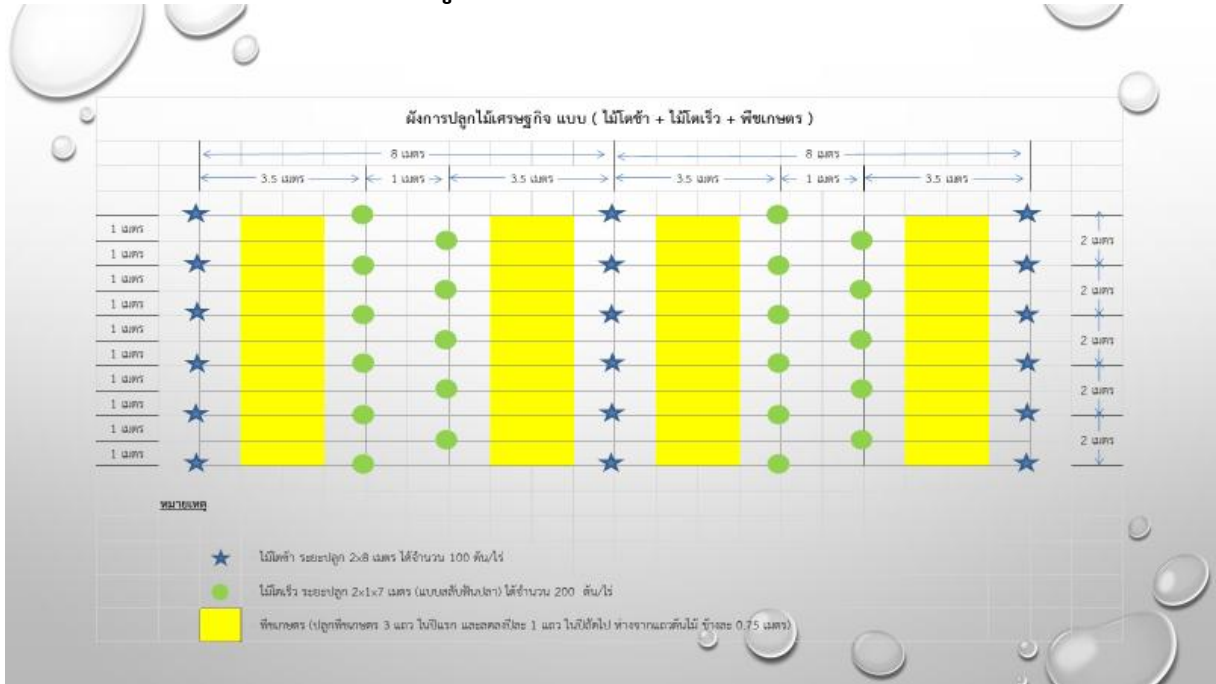 ผังการปลูกไม้เศรษฐกิจ แบบ ( ไม้โตช้า + ไม้โตเร็ว + พืชเกษตร )
8 เมตร 8 เมตร
3.5 เมตร 1 เมตร 3.5 เมตร 3.5 เมตร 1 เมตร 3.5 เมตร
1 เมตร
2 เมตร
1 เมตร
1 เมตร
2 เมตร
1 เมตร
1 เมตร
2 เมตร
1 เมตร
1 เมตร
2 เมตร
1 เมตร
1 เมตร
2 เมตร
1 เมตร
หมายเหตุ
ไม้โตช้า ระยะปลูก 2x8 เมตร ได้จำนวน 100 ต้น/ไร่
ไม้โตเร็ว ระยะปลูก 2x1x7 เมตร (แบบสลับฟันปลา) ได้จำนวน 200 ต้น/ไร่
พืชเกษตร (ปลูกพืชเกษตร 3 แถว ในปีแรก และลดลงปีละ 1 แถว ในปีถัดไป ห่างจากแถวต้นไม้ ข้างละ 0.75 เมตร)